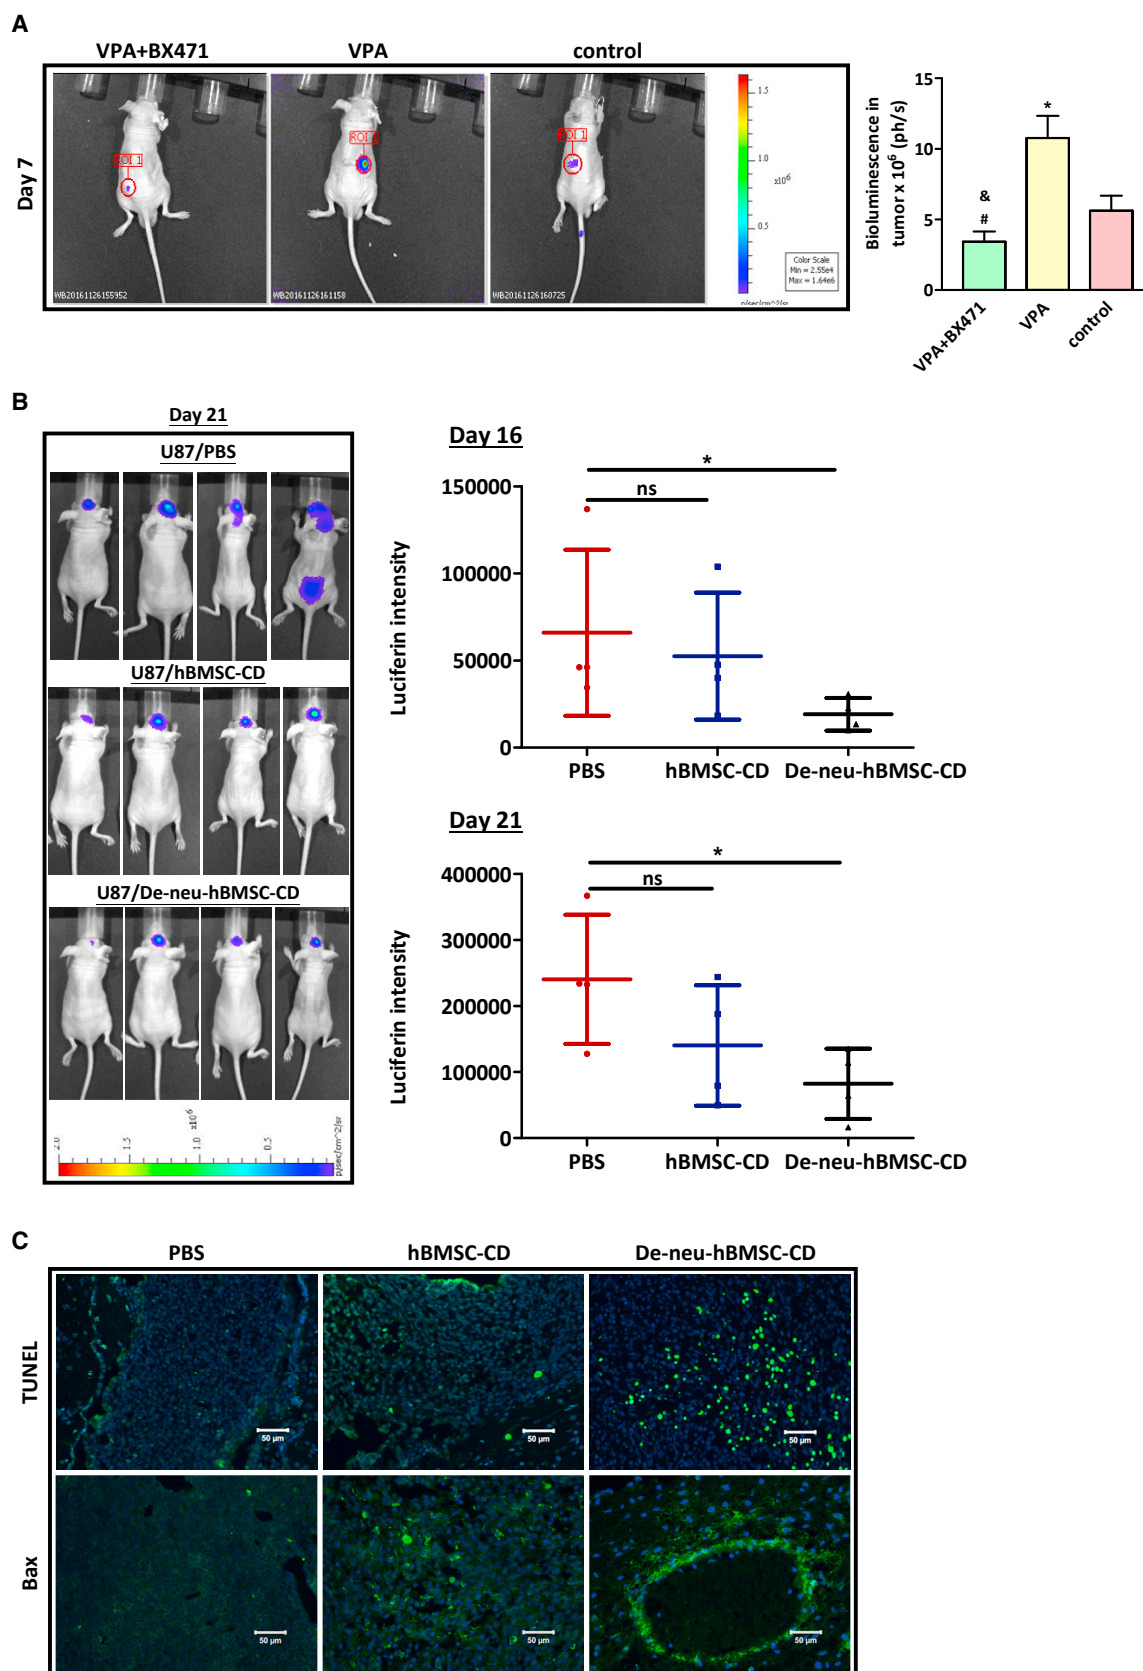 A
VPA+BX471
VPA
control
Day 7
ROI 1
ROI 1
ROI 1
WB20161126155952
WB20161126161158
WB20161126160725
1.5
1.0
x10⁶
0.5
Color Scale
Min = 2.55e4
Max = 1.64e6
p/sec/cm^2/sr
Bioluminescence in
tumor x 10⁶ (ph/s)
15
10
5
0
&
#
*
VPA+BX471
VPA
control
B
Day 21
U87/PBS
U87/hBMSC-CD
U87/De-neu-hBMSC-CD
2.0
1.5
x10⁶
1.0
0.5
p/sec/cm^2/sr
Day 16
*
ns
Luciferin intensity
150000
100000
50000
0
PBS
hBMSC-CD
De-neu-hBMSC-CD
Day 21
*
ns
Luciferin intensity
400000
300000
200000
100000
0
PBS
hBMSC-CD
De-neu-hBMSC-CD
C
PBS
hBMSC-CD
De-neu-hBMSC-CD
TUNEL
50 µm
50 µm
50 µm
Bax
50 µm
50 µm
50 µm